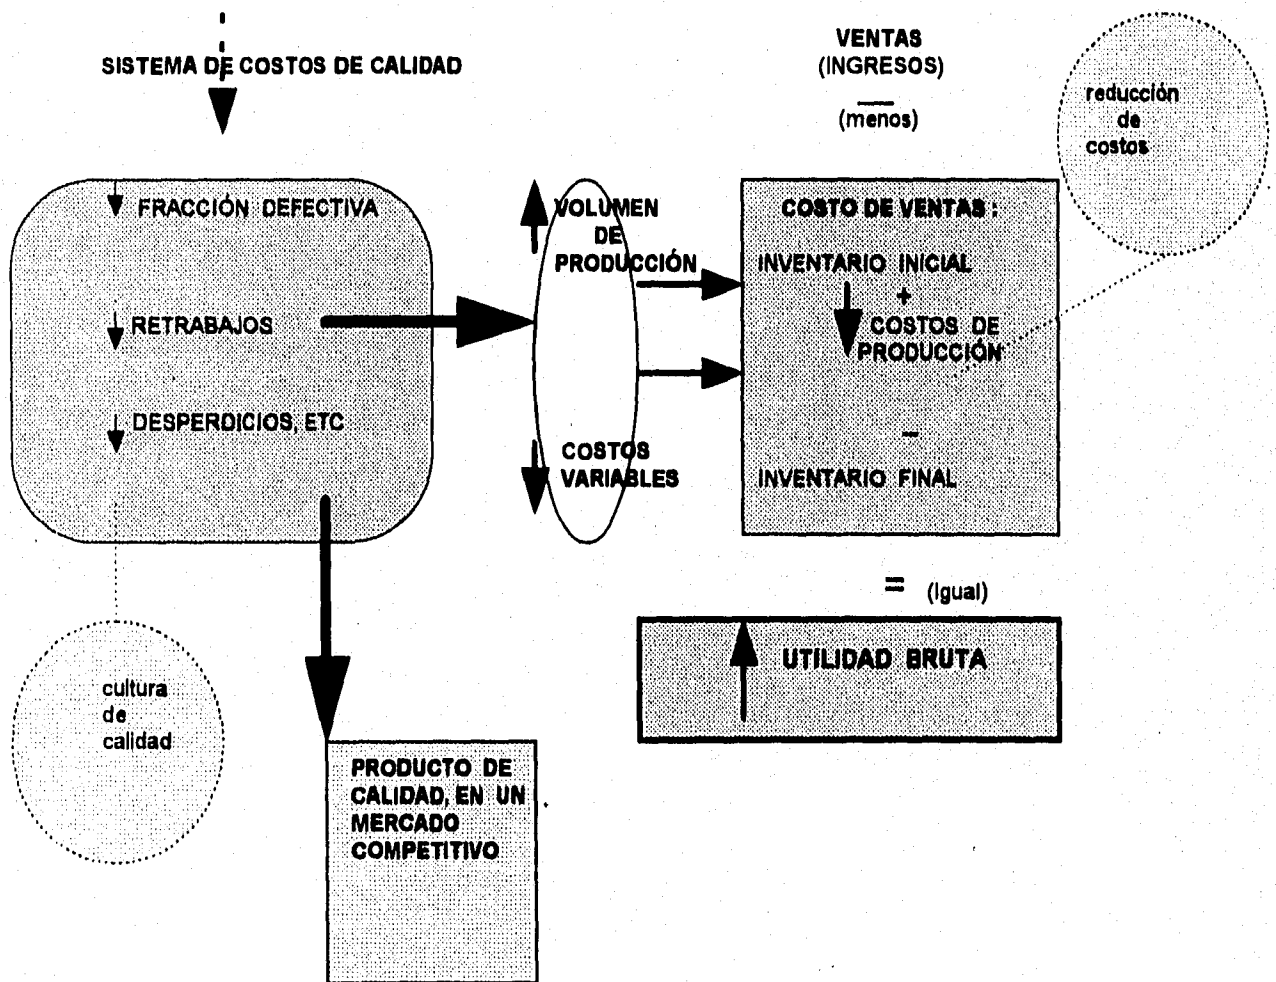 SISTEMA DE COSTOS DE CALIDAD
FRACCIÓN DEFECTIVA
RETRABAJOS
DESPERDICIOS, ETC
cultura
de
calidad
PRODUCTO DE
CALIDAD, EN UN
MERCADO
COMPETITIVO
VOLUMEN
DE
PRODUCCIÓN
COSTOS
VARIABLES
VENTAS
(INGRESOS)
—
(menos)
COSTO DE VENTAS :
INVENTARIO INICIAL
+
COSTOS DE
PRODUCCIÓN
–
INVENTARIO FINAL
= (Igual)
UTILIDAD BRUTA
reducción
de
costos